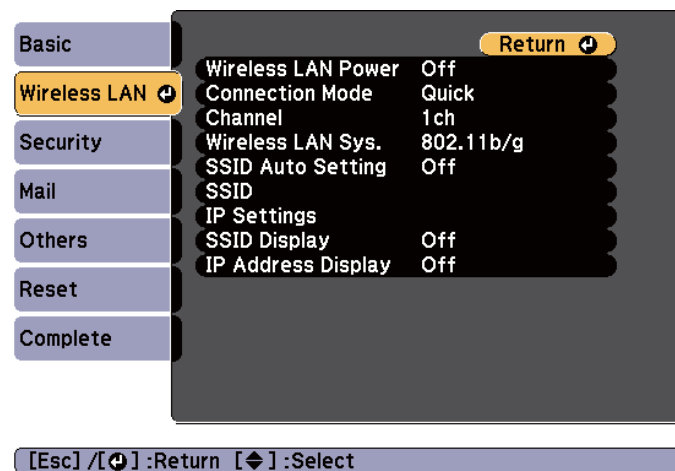 Basic
Wireless LAN
Security
Mail
Others
Reset
Complete
Return
Wireless LAN Power Off
Connection Mode Quick
Channel 1ch
Wireless LAN Sys. 802.11b/g
SSID Auto Setting Off
SSID
IP Settings
SSID Display Off
IP Address Display Off
[Esc] /[⏎] :Return [◆] :Select